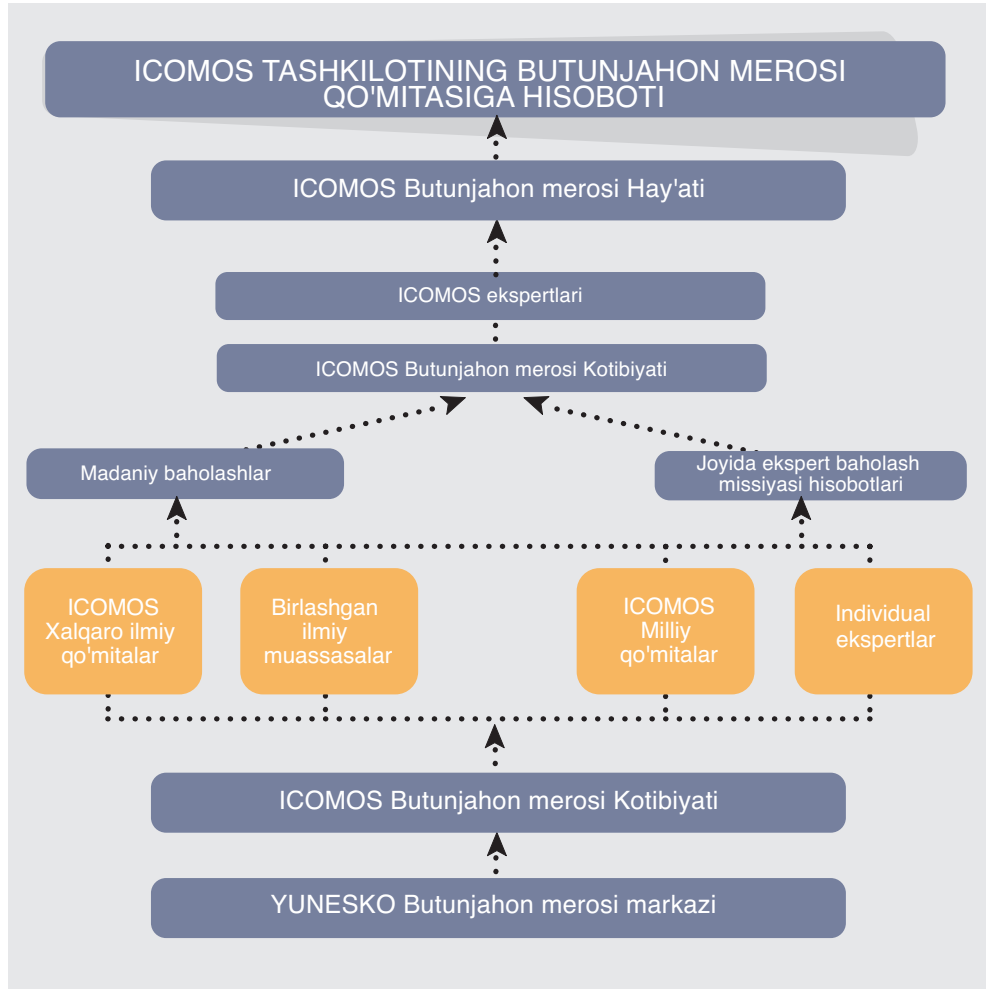 ICOMOS TASHKILOTINING BUTUNJAHON MEROSI
QO'MITASIGA HISOBOTI
ICOMOS Butunjahon merosi Hay'ati
ICOMOS ekspertlari
ICOMOS Butunjahon merosi Kotibiyati
Madaniy baholashlar
Joyida ekspert baholash
missiyasi hisobotlari
ICOMOS
Xalqaro ilmiy
qo'mitalar
Birlashgan
ilmiy
muassasalar
ICOMOS
Milliy
qo'mitalar
Individual
ekspertlar
ICOMOS Butunjahon merosi Kotibiyati
YUNESKO Butunjahon merosi markazi